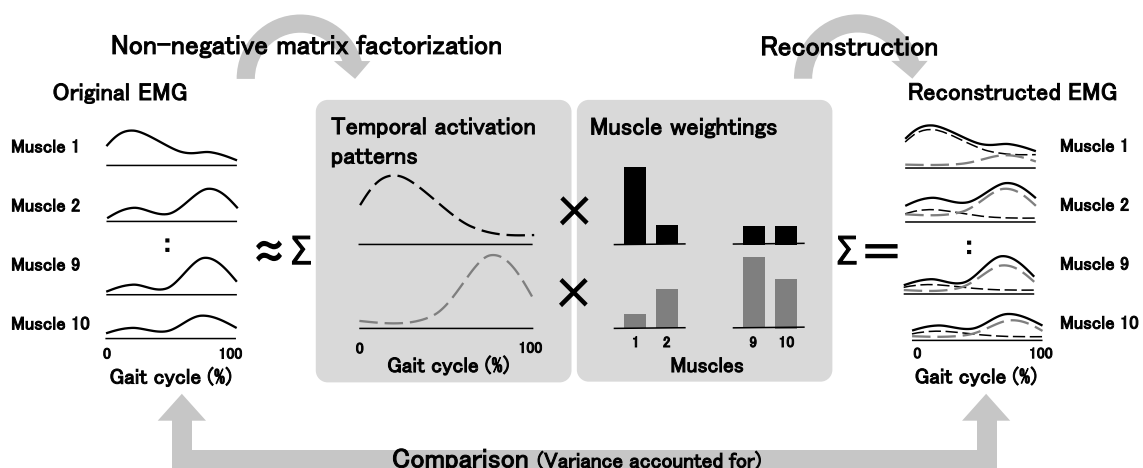 Non-negative matrix factorization
Reconstruction
Original EMG
Reconstructed EMG
Temporal activation
patterns
Muscle weightings
Muscle 1
Muscle 2
:
Muscle 9
Muscle 10
0 100
Gait cycle (%)
≈ Σ
0 100
Gait cycle (%)
×
×
1 2 9 10
Muscles
Σ =
Muscle 1
Muscle 2
:
Muscle 9
Muscle 10
0 100
Gait cycle (%)
Comparison (Variance accounted for)